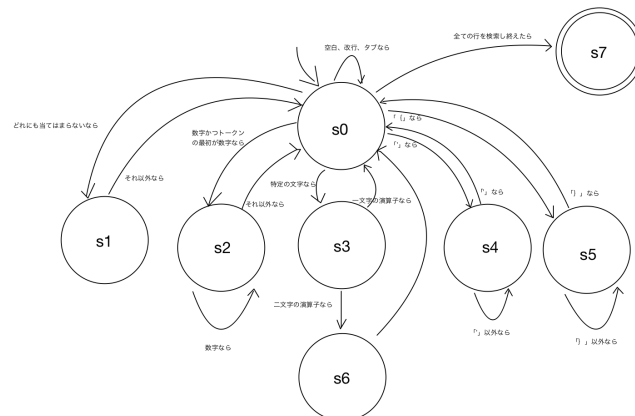 空白、改行、タブなら
全ての行を検索し終えたら
s7
s0
どれにも当てはまらないなら
数字かつトークン
の最初が数字なら
「{」なら
「'」なら
特定の文字なら
一文字の演算子なら
それ以外なら
それ以外なら
「'」なら
「}」なら
s1
s2
s3
s4
s5
二文字の演算子なら
数字なら
「'」以外なら
「}」以外なら
s6